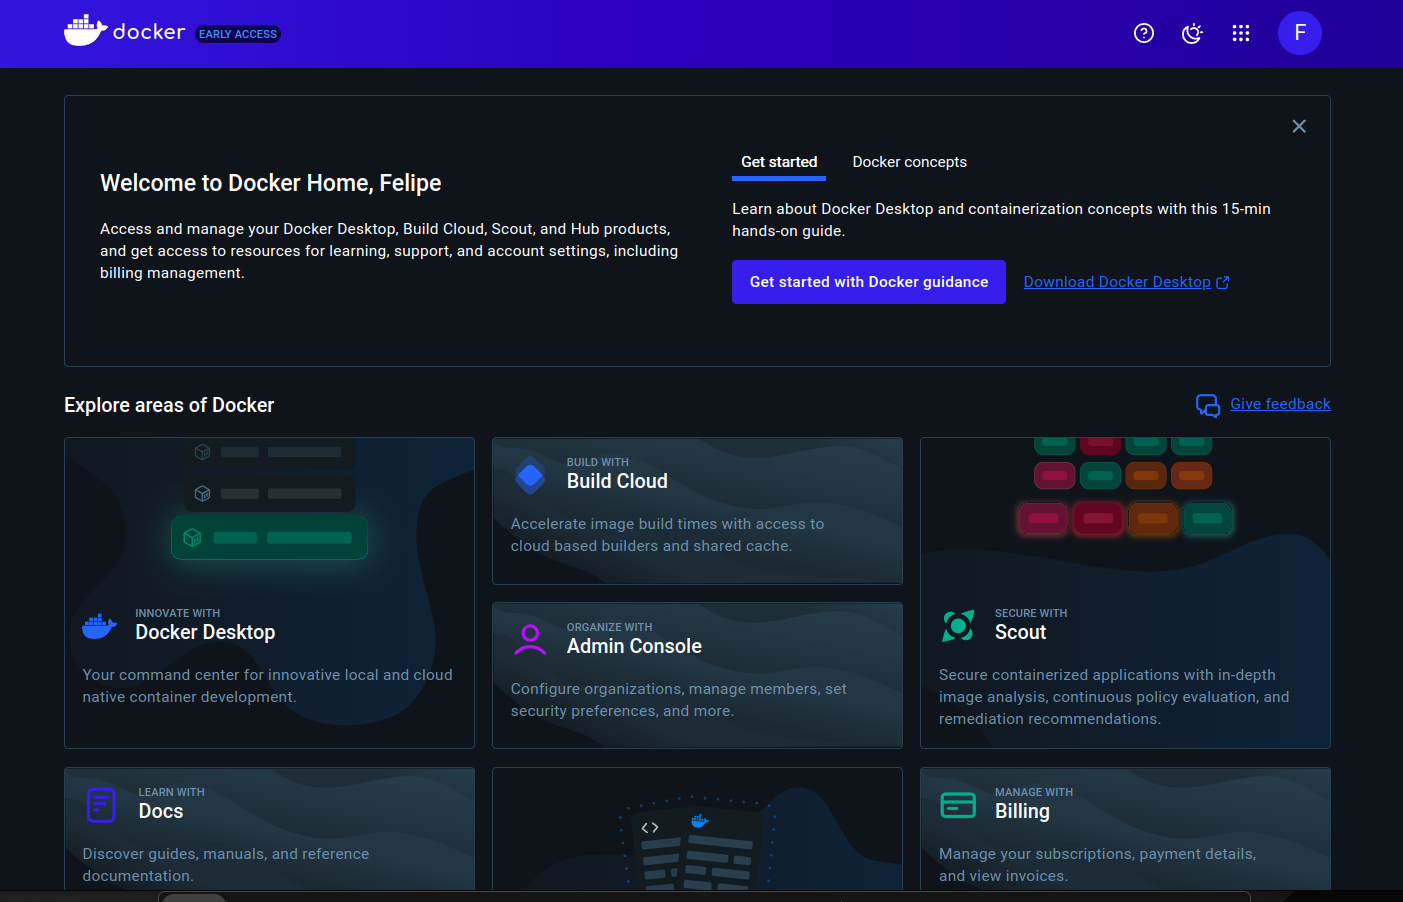 docker EARLY ACCESS
F
Welcome to Docker Home, Felipe
Access and manage your Docker Desktop, Build Cloud, Scout, and Hub products,
and get access to resources for learning, support, and account settings, including
billing management.
Get started Docker concepts
Learn about Docker Desktop and containerization concepts with this 15-min
hands-on guide.
Get started with Docker guidance Download Docker Desktop
Explore areas of Docker
Give feedback
INNOVATE WITH
Docker Desktop
Your command center for innovative local and cloud
native container development.
BUILD WITH
Build Cloud
Accelerate image build times with access to
cloud based builders and shared cache.
ORGANIZE WITH
Admin Console
Configure organizations, manage members, set
security preferences, and more.
SECURE WITH
Scout
Secure containerized applications with in-depth
image analysis, continuous policy evaluation, and
remediation recommendations.
LEARN WITH
Docs
Discover guides, manuals, and reference
documentation.
MANAGE WITH
Billing
Manage your subscriptions, payment details,
and view invoices.